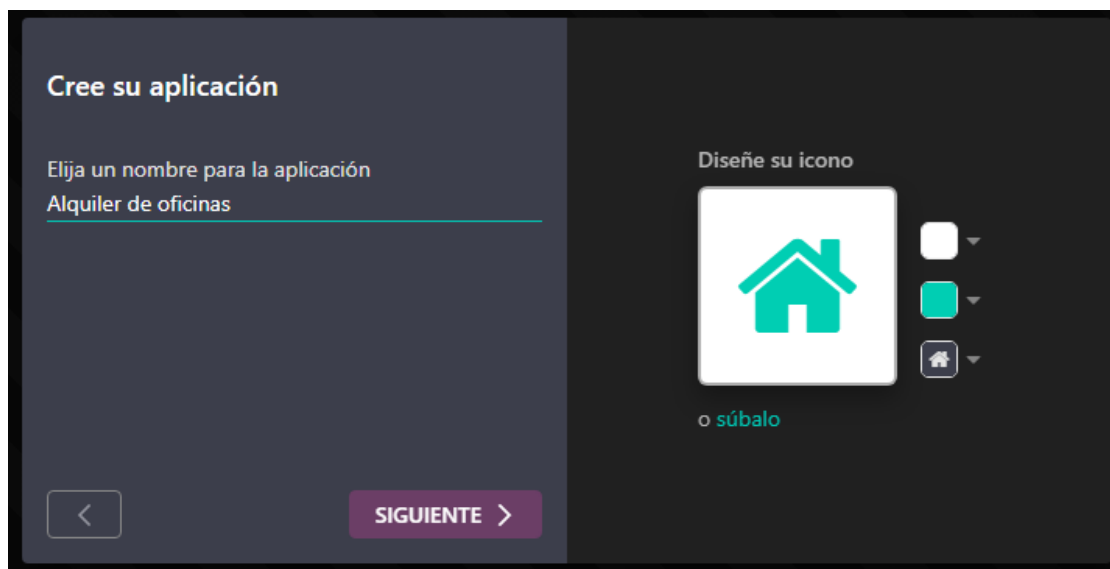 Cree su aplicación
Elija un nombre para la aplicación
Alquiler de oficinas
SIGUIENTE
Diseñe su icono
o súbalo